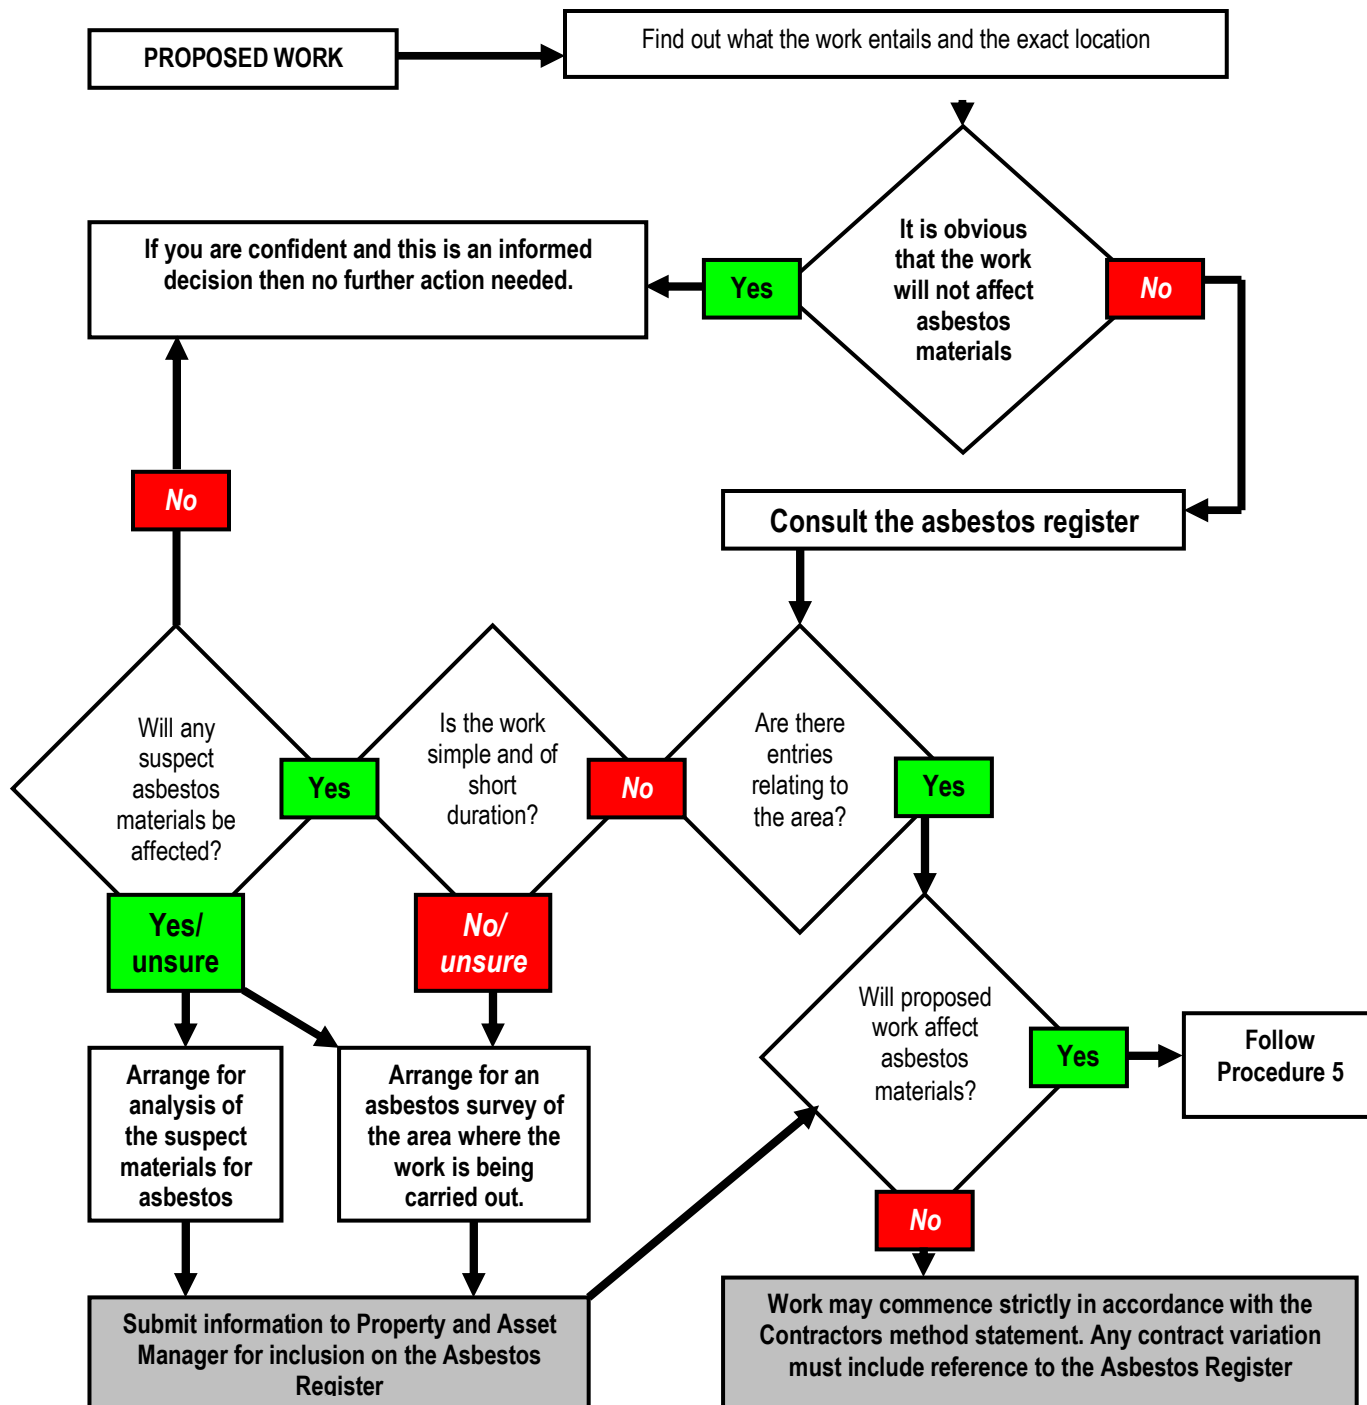 PROPOSED WORK
Find out what the work entails and the exact location
It is obvious
that the work
will not affect
asbestos
materials
Yes
No
If you are confident and this is an informed
decision then no further action needed.
No
Consult the asbestos register
Will any
suspect
asbestos
materials be
affected?
Yes
Is the work
simple and of
short
duration?
No
Are there
entries
relating to
the area?
Yes
Yes/
unsure
No/
unsure
Will proposed
work affect
asbestos
materials?
Yes
Follow
Procedure 5
Arrange for
analysis of
the suspect
materials for
asbestos
Arrange for an
asbestos survey of
the area where the
work is being
carried out.
No
Submit information to Property and Asset
Manager for inclusion on the Asbestos
Register
Work may commence strictly in accordance with the
Contractors method statement. Any contract variation
must include reference to the Asbestos Register